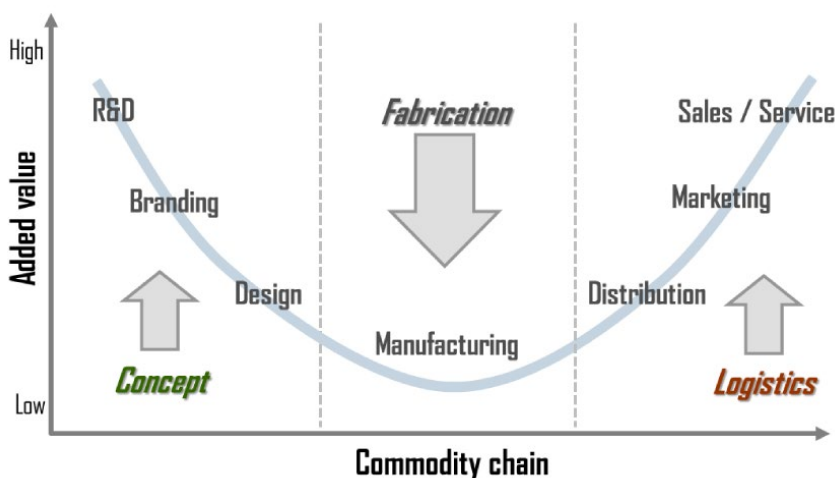 High
R&D
Fabrication
Sales / Service
Branding
Marketing
Added value
Design
Distribution
Manufacturing
Concept
Logistics
Low
Commodity chain